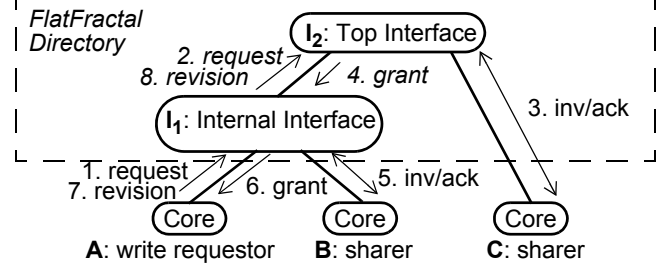 FlatFractal
Directory
I2: Top Interface
2. request
8. revision
4. grant
3. inv/ack
I1: Internal Interface
1. request
7. revision
6. grant
5. inv/ack
Core
Core
Core
A: write requestor
B: sharer
C: sharer